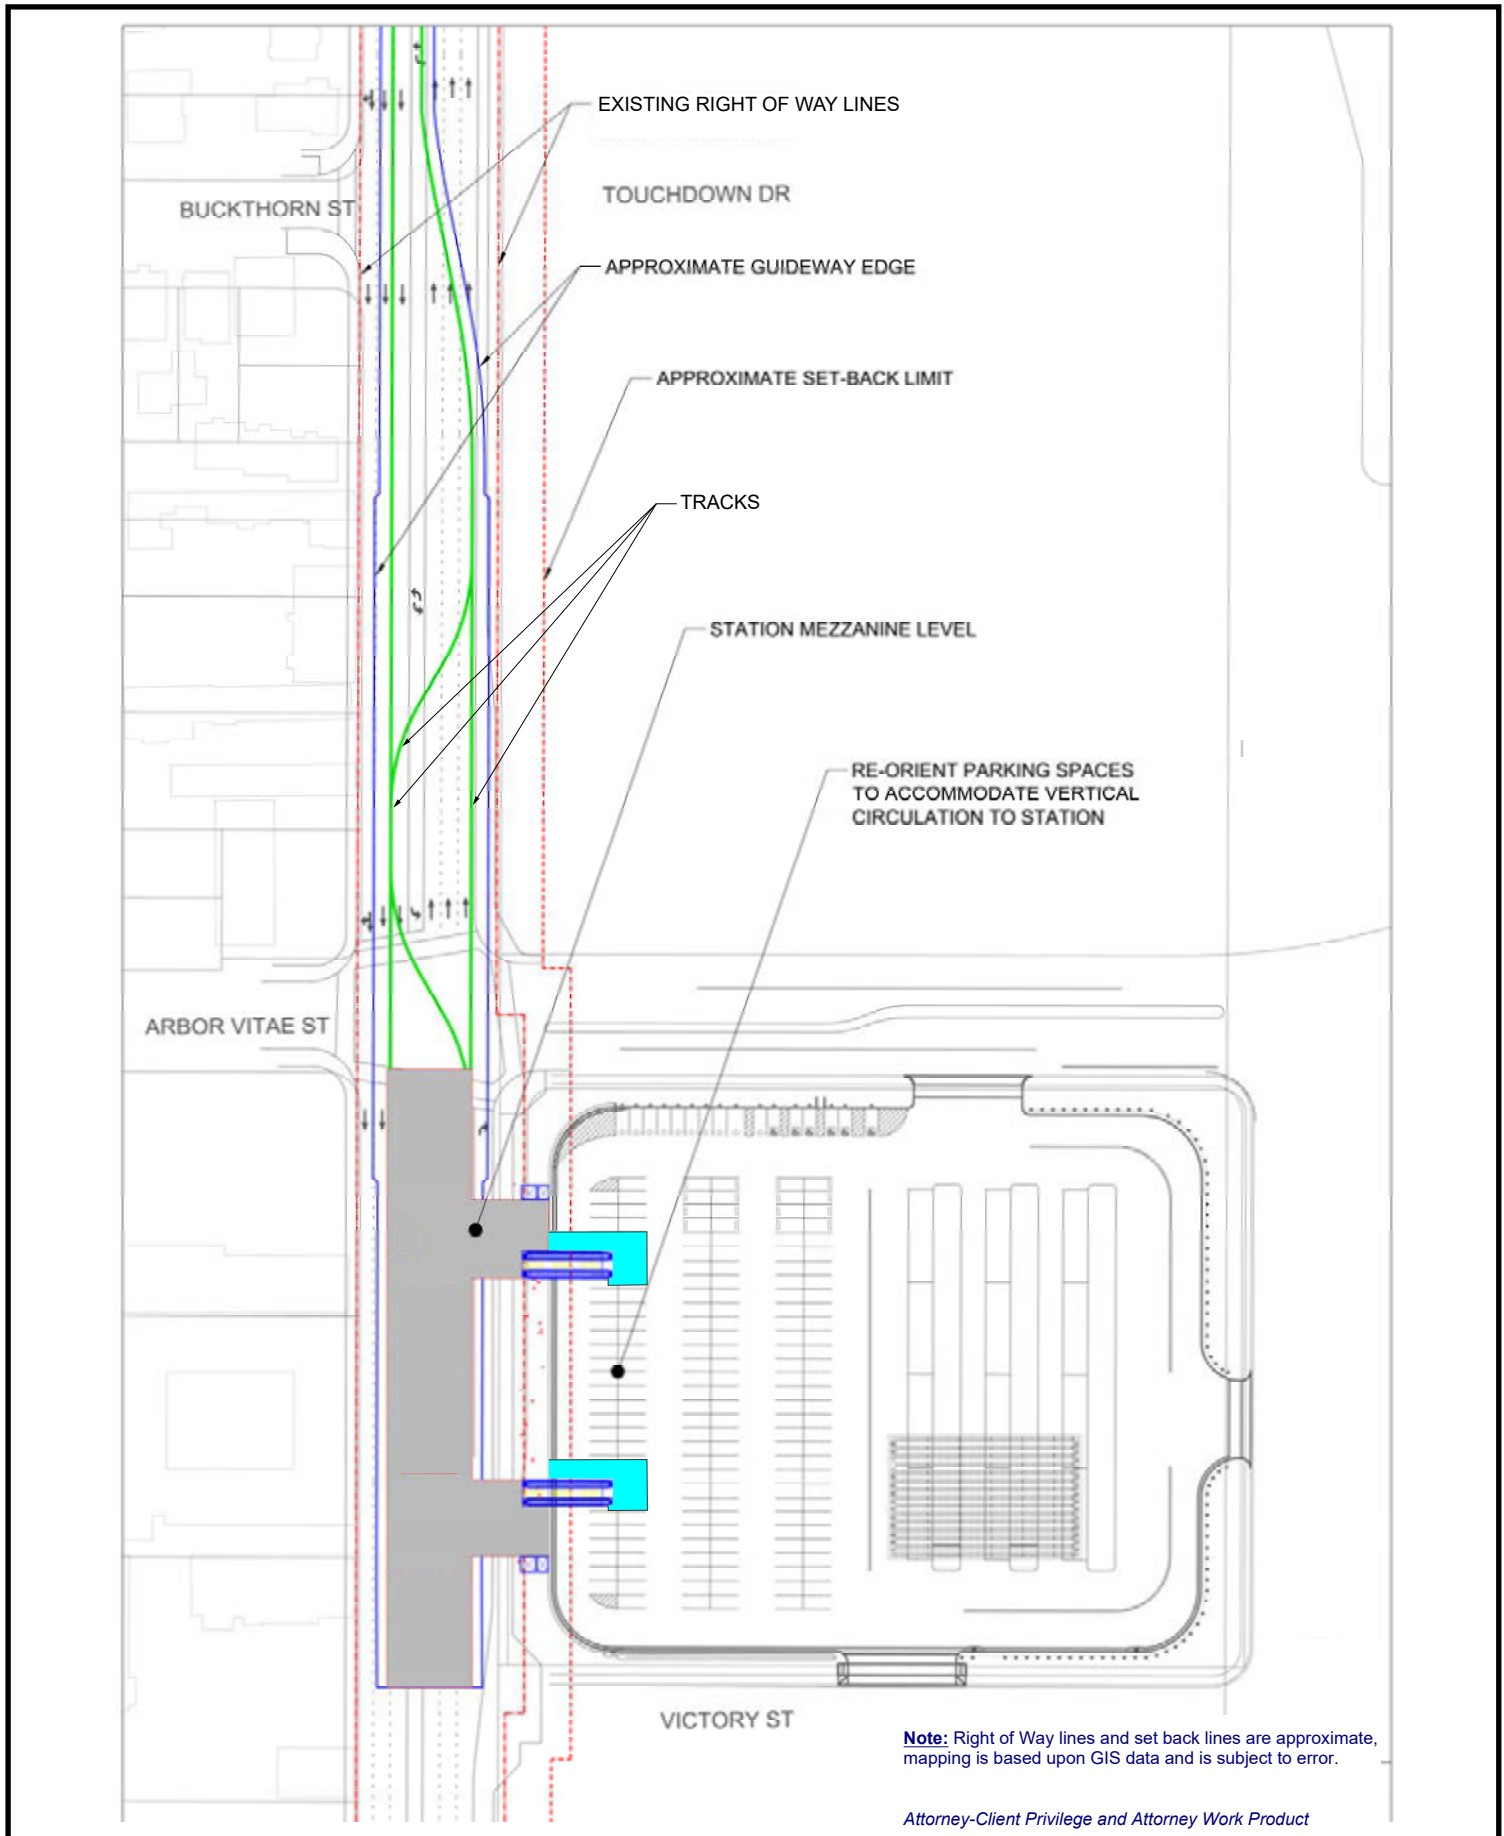 EXISTING RIGHT OF WAY LINES
TOUCHDOWN DR
BUCKTHORN ST
APPROXIMATE GUIDEWAY EDGE
APPROXIMATE SET-BACK LIMIT
TRACKS
STATION MEZZANINE LEVEL
RE-ORIENT PARKING SPACES
TO ACCOMMODATE VERTICAL
CIRCULATION TO STATION
ARBOR VITAE ST
VICTORY ST
Note: Right of Way lines and set back lines are approximate,
mapping is based upon GIS data and is subject to error.
Attorney-Client Privilege and Attorney Work Product